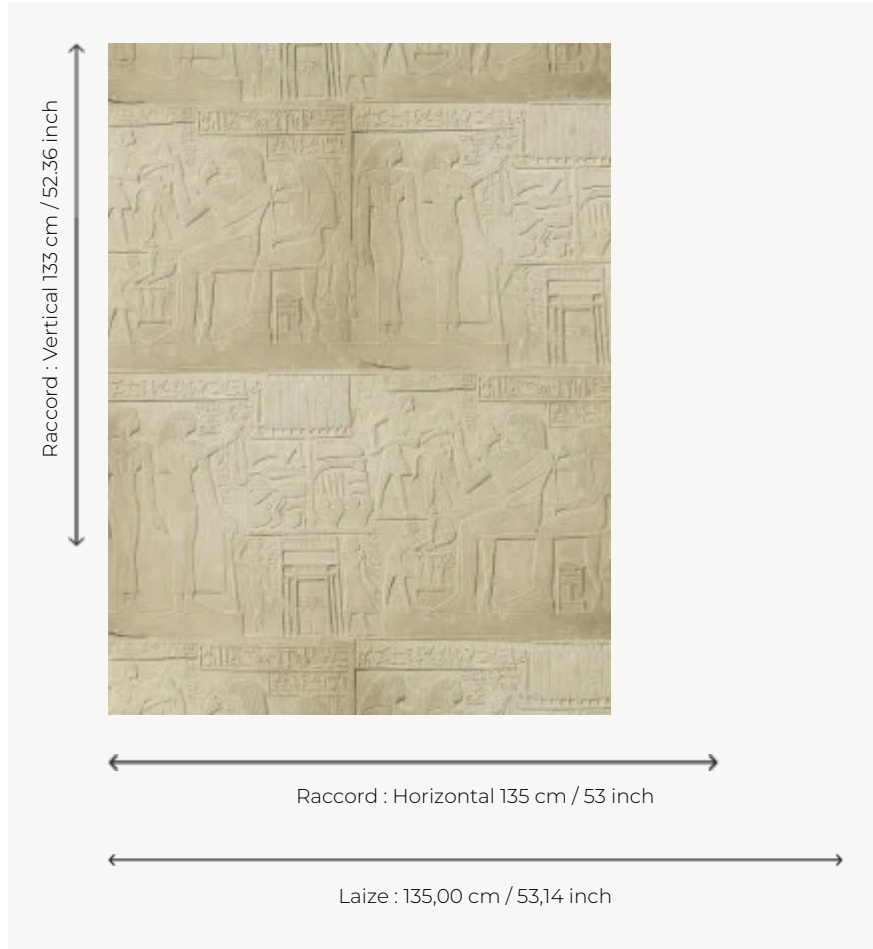 Raccord : Vertical 133 cm / 52.36 inch
Raccord : Horizontal 135 cm / 53 inch
Laize : 135,00 cm / 53,14 inch